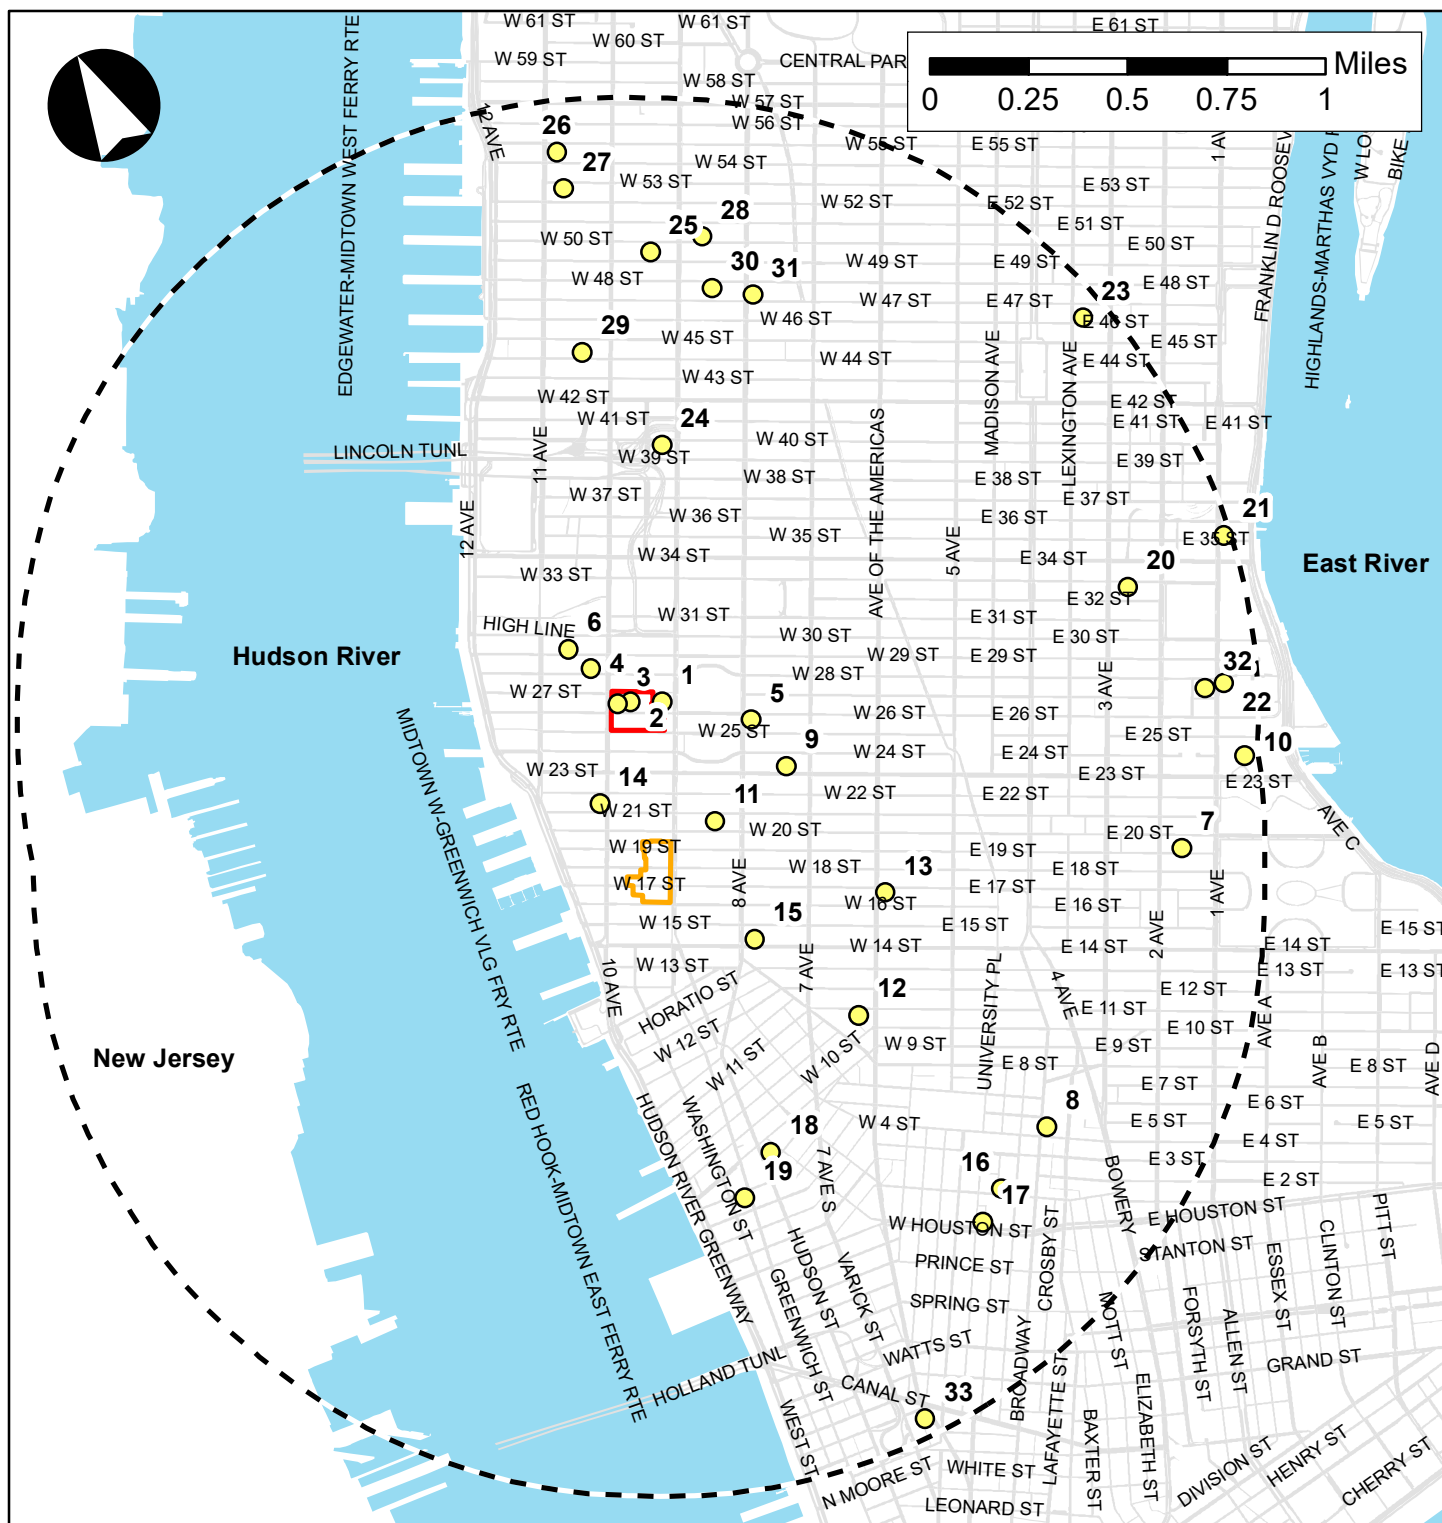 W 61 ST
W 61 ST
E 61 ST
W 60 ST
W 59 ST
CENTRAL PAR
Miles
0 0.25 0.5 0.75 1
W 58 ST
W 57 ST
W 56 ST
12 AVE
EDGEWATER-MIDTOWN WEST FERRY RTE
26
W 55 ST
E 55 ST
1 AV
FRANKLIN D ROOSEV
HIGHLANDS-MARTHAS VYD
W LO
BIKE
27
W 54 ST
W 53 ST
E 53 ST
W 52 ST
E 52 ST
28
25
E 51 ST
W 50 ST
E 50 ST
W 49 ST
E 49 ST
W 48 ST
30
31
E 48 ST
23
W 47 ST
E 47 ST
W 46 ST
E 46 ST
29
W 45 ST
E 45 ST
W 44 ST
E 44 ST
W 43 ST
MADISON AVE
LEXINGTON AVE
W 42 ST
E 42 ST
W 41 ST
E 41 ST
E 41 ST
24
W 40 ST
AVE OF THE AMERICAS
LINCOLN TUNL
11 AVE
W 39 ST
E 39 ST
W 38 ST
E 38 ST
W 37 ST
E 37 ST
12 AVE
W 36 ST
E 36 ST
21
W 35 ST
E 35 ST
5 AVE
W 34 ST
E 34 ST
20
East River
W 33 ST
E 32 ST
W 31 ST
E 31 ST
HIGH LINE
6
W 30 ST
E 30 ST
Hudson River
W 29 ST
E 29 ST
4
W 28 ST
3 AVE
32
W 27 ST
3
1
5
22
2
W 26 ST
E 26 ST
W 25 ST
E 25 ST
MIDTOWN W-GREENWICH VLG FRY RTE
9
W 24 ST
E 24 ST
10
W 23 ST
E 23 ST
E 23 ST
14
W 22 ST
E 22 ST
W 21 ST
11
AVE C
W 20 ST
E 20 ST
7
W 19 ST
E 19 ST
W 18 ST
E 18 ST
13
W 17 ST
E 17 ST
8 AVE
1 AVE
W 16 ST
E 16 ST
15
W 15 ST
E 15 ST
E 15 ST
W 14 ST
E 14 ST
2 AVE
E 14 ST
W 13 ST
7 AVE
UNIVERSITY PL
E 13 ST
E 13 ST
10 AVE
HORATIO ST
12
4 AVE
E 12 ST
E 11 ST
AVE A
W 12 ST
E 10 ST
W 11 ST
W 10 ST
W 9 ST
E 9 ST
New Jersey
E 8 ST
AVE B
E 8 ST
AVE D
E 7 ST
RED HOOK-MIDTOWN EAST FERRY RTE
HUDSON RIVER GREENWAY
WASHINGTON ST
8
E 6 ST
W 4 ST
E 5 ST
E 5 ST
18
E 4 ST
16
E 3 ST
19
7 AVE S
17
BOWERY
E 2 ST
W HOUSTON ST
E HOUSTON ST
PITT ST
HUDSON ST
CROSBY ST
STANTON ST
CLINTON ST
PRINCE ST
ESSEX ST
VARICK ST
GREENWICH ST
SPRING ST
MOTT ST
FORSYTH ST
ALLEN ST
WATTS ST
GRAND ST
HOLLAND TUNL
CANAL ST
33
BROADWAY
LAFAYETTE ST
ELIZABETH ST
WEST ST
BAXTER ST
HENRY ST
N MOORE ST
WHITE ST
DIVISION ST
CHERRY ST
LEONARD ST